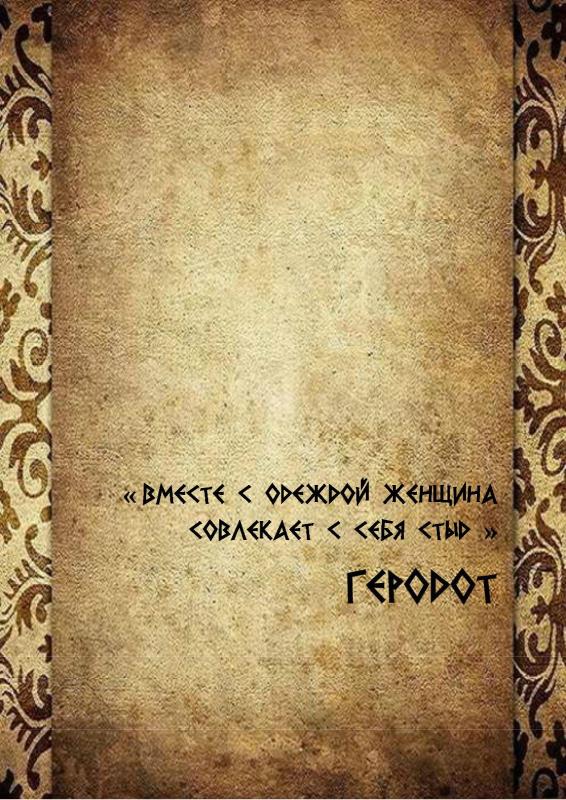 « ВМЕСТЕ С ОДЕЖДОЙ ЖЕНЩИНА
СОВЛЕКАЕТ С СЕБЯ СТЫД »
ГЕРОДОТ